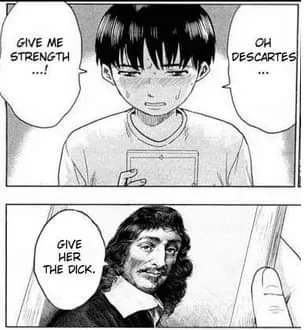 OH
DESCARTES
...
GIVE ME
STRENGTH
....!
GIVE
HER
THE DICK.